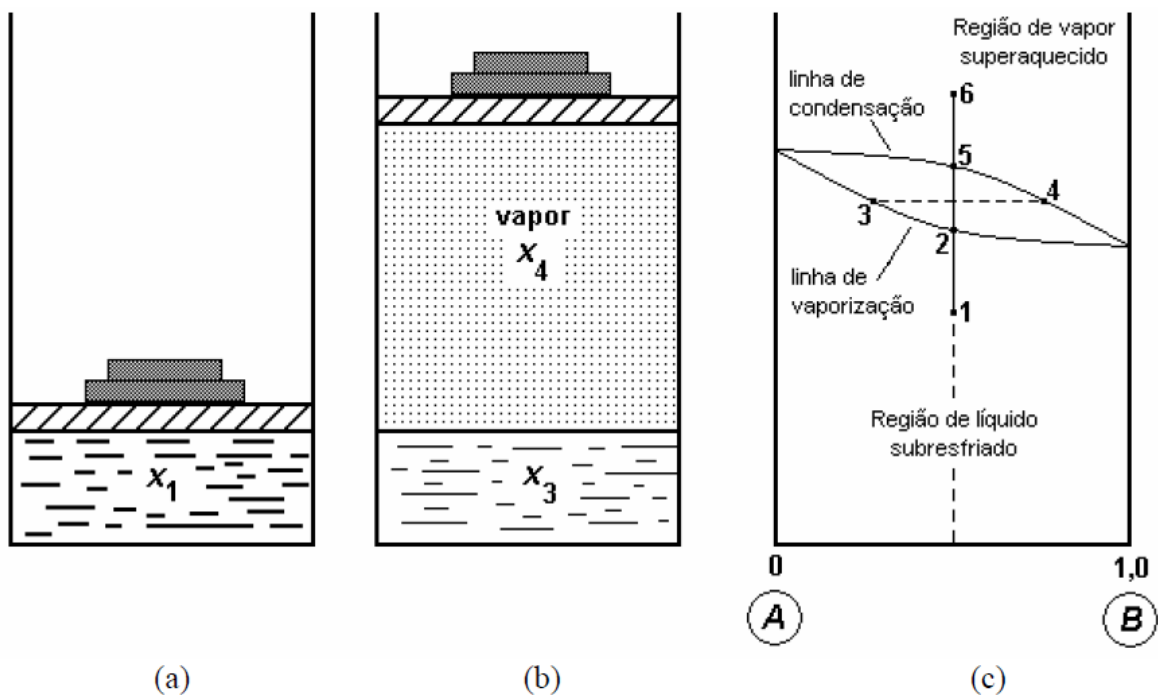 x1
(a)
vapor
x4
x3
(b)
Região de vapor
superaquecido
linha de
condensação
6
5
4
3
2
linha de
vaporização
1
Região de líquido
subresfriado
0
1,0
A
B
(c)